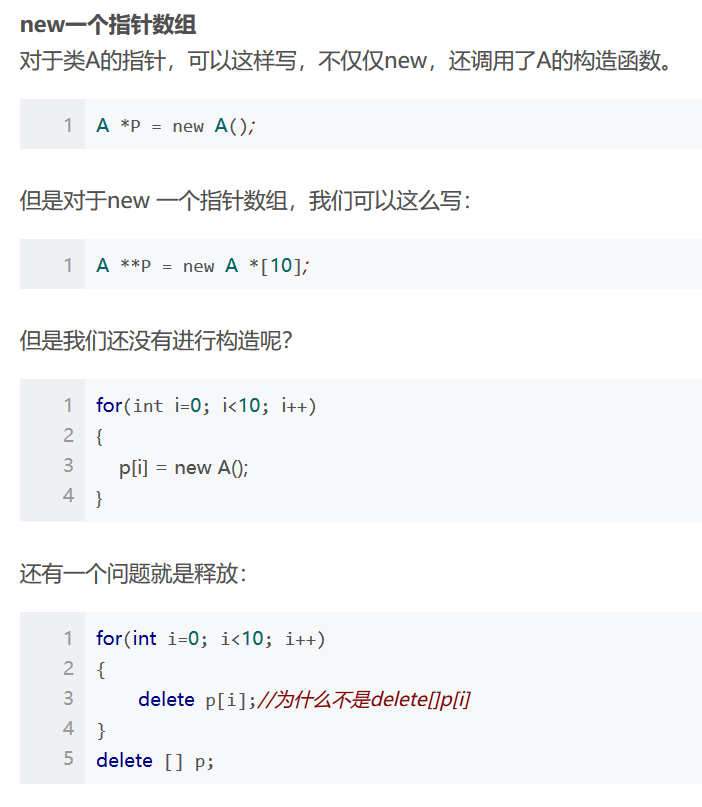 new一个指针数组
对于类A的指针，可以这样写，不仅仅new，还调用了A的构造函数。
1 A *P = new A();
但是对于new 一个指针数组，我们可以这么写：
1 A **P = new A *[10];
但是我们还没有进行构造呢？
1 for(int i=0; i<10; i++)
2 {
3 p[i] = new A();
4 }
还有一个问题就是释放：
1 for(int i=0; i<10; i++)
2 {
3 delete p[i];//为什么不是delete[]p[i]
4 }
5 delete [] p;